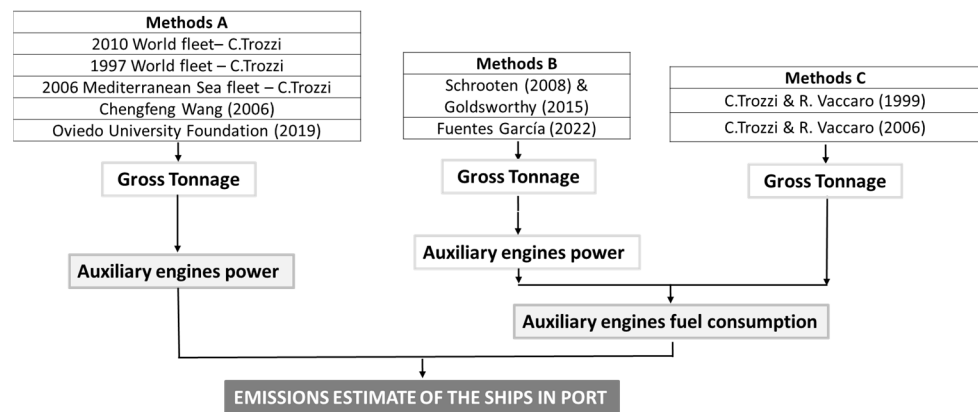 Methods A
2010 World fleet– C.Trozzi
1997 World fleet – C.Trozzi
2006 Mediterranean Sea fleet – C.Trozzi
Chengfeng Wang (2006)
Oviedo University Foundation (2019)
Gross Tonnage
Auxiliary engines power
Methods B
Schrooten (2008) &
Goldsworthy (2015)
Fuentes García (2022)
Gross Tonnage
Auxiliary engines power
Methods C
C.Trozzi & R. Vaccaro (1999)
C.Trozzi & R. Vaccaro (2006)
Gross Tonnage
Auxiliary engines fuel consumption
EMISSIONS ESTIMATE OF THE SHIPS IN PORT